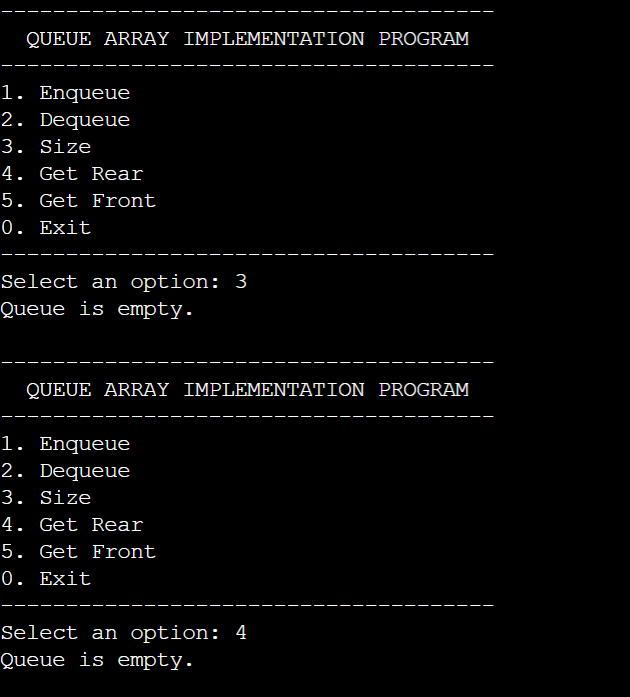 --------------------------------------
  QUEUE ARRAY IMPLEMENTATION PROGRAM
--------------------------------------
1. Enqueue
2. Dequeue
3. Size
4. Get Rear
5. Get Front
0. Exit
--------------------------------------
Select an option: 3
Queue is empty.

--------------------------------------
  QUEUE ARRAY IMPLEMENTATION PROGRAM
--------------------------------------
1. Enqueue
2. Dequeue
3. Size
4. Get Rear
5. Get Front
0. Exit
--------------------------------------
Select an option: 4
Queue is empty.